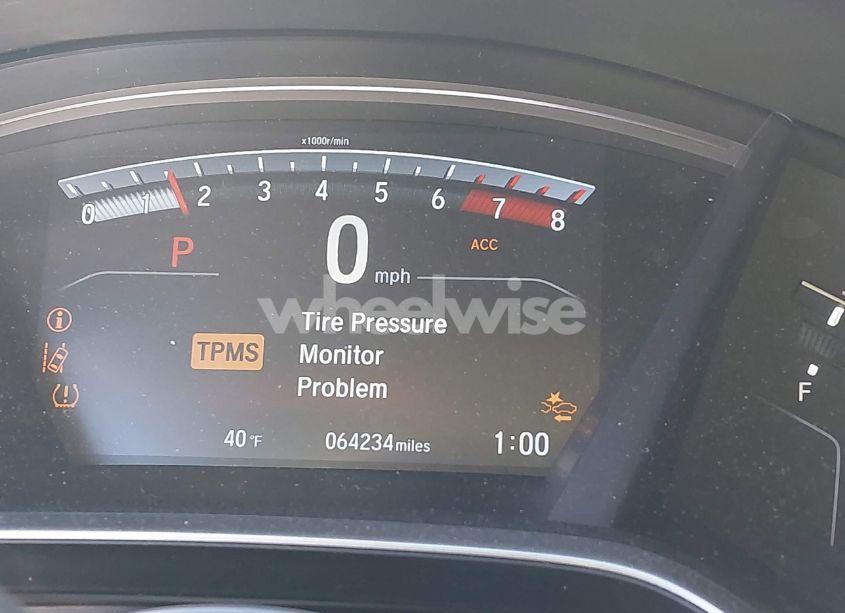 x1000r/min
0 1 2 3 4 5 6 7 8
P
0 mph
ACC
wheelwise
Tire Pressure
TPMS Monitor
Problem
40°F 064234 miles 1:00
F